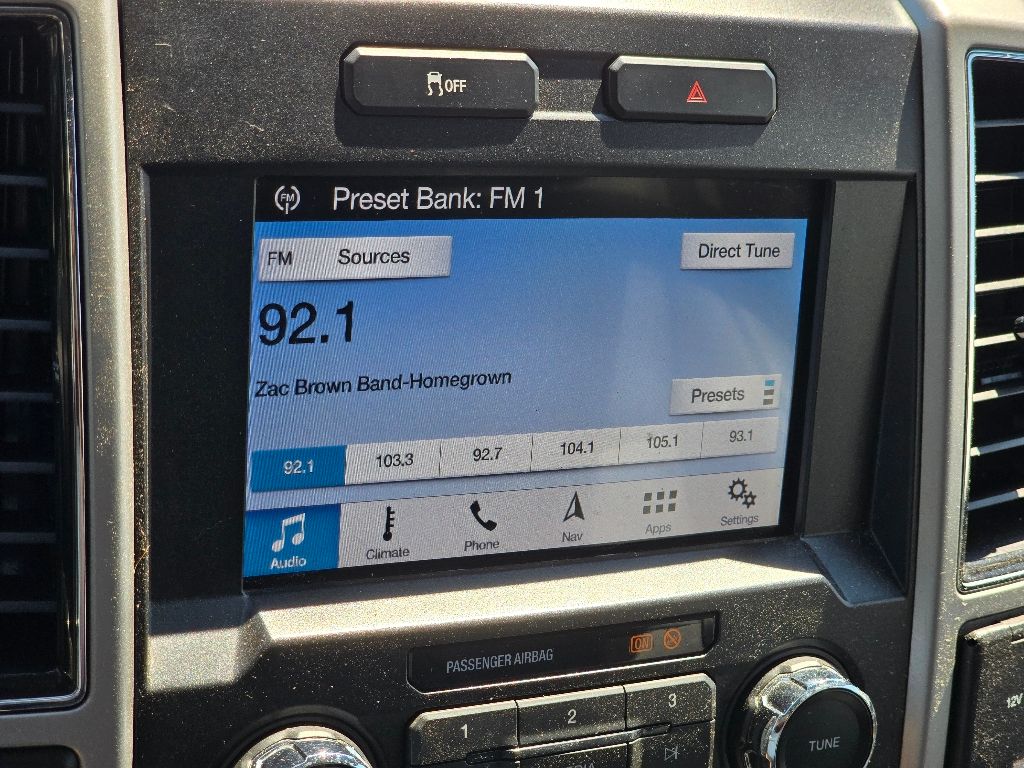 OFF
FM Preset Bank: FM 1
FM Sources Direct Tune
92.1
Zac Brown Band-Homegrown
Presets
92.1 103.3 92.7 104.1 105.1 93.1
Audio Climate Phone Nav Apps Settings
PASSENGER AIRBAG ON
1 2 3
TUNE
12V